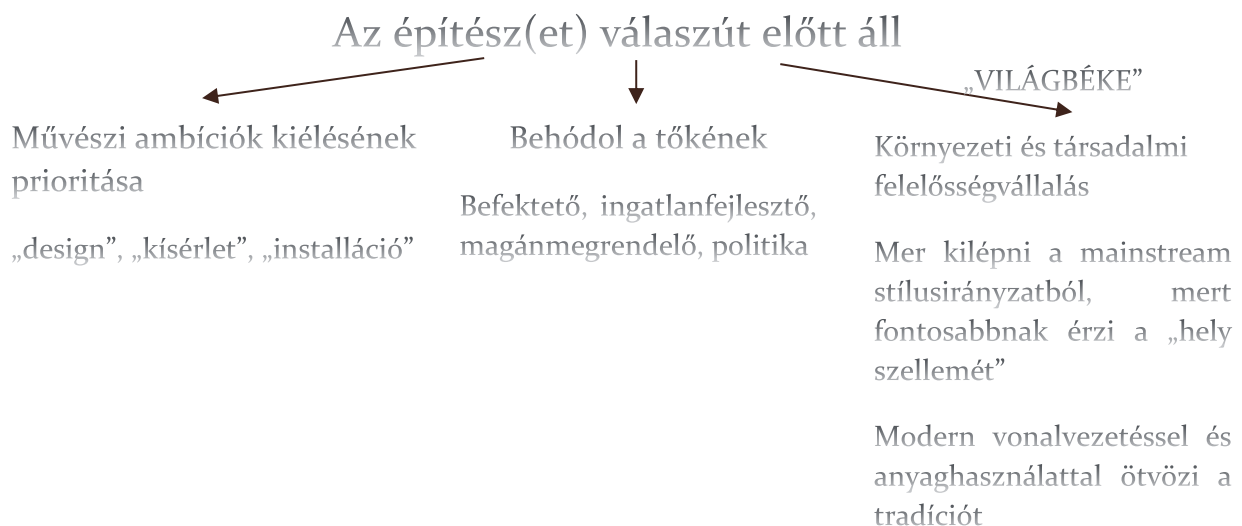 Az építész(et) válaszút előtt áll
„VILÁGBÉKE”
Művészi ambíciók kiélésének
prioritása
„design”, „kísérlet”, „installáció”
Behódol a tőkének
Befektető, ingatlanfejlesztő,
magánmegrendelő, politika
Környezeti és társadalmi
felelősségvállalás
Mer kilépni a mainstream
stílusirányzatból, mert
fontosabbnak érzi a „hely
szellemét”
Modern vonalvezetéssel és
anyaghasználattal ötvözi a
tradíciót